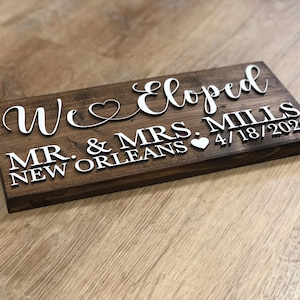 We Eloped
MR. & MRS. MILLS
NEW ORLEANS 4/18/202